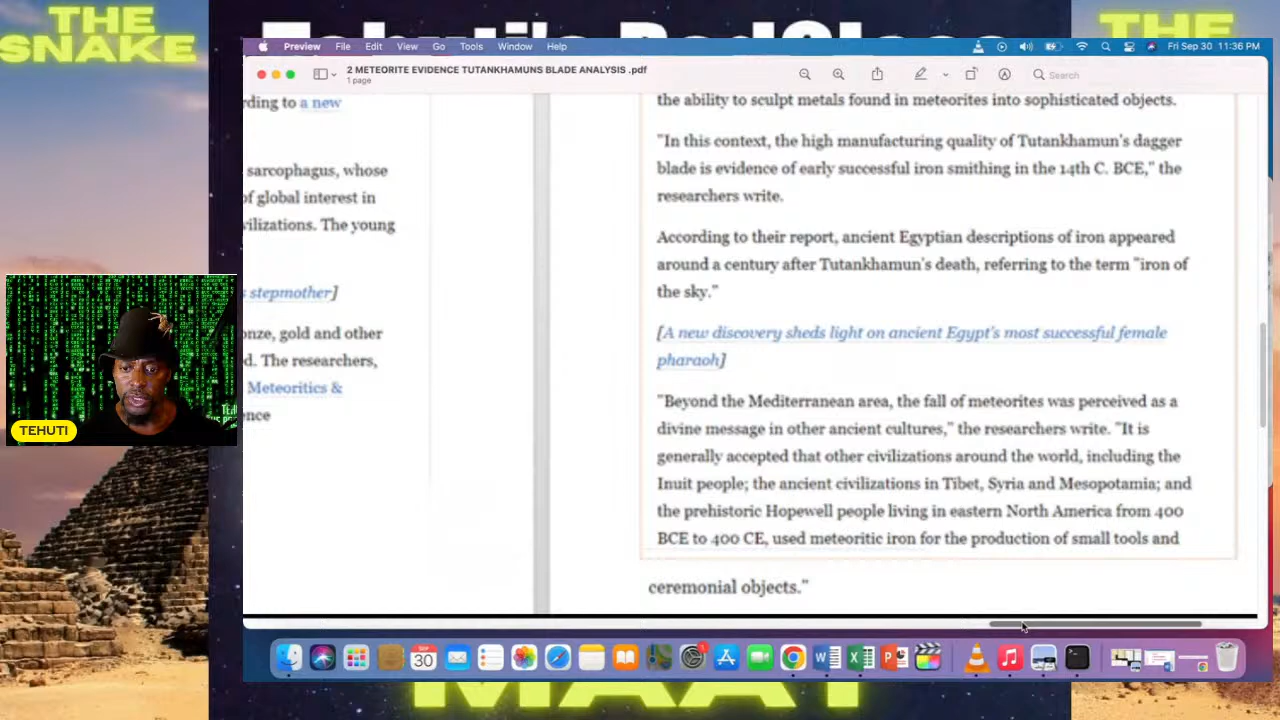 THE
SNAKE
THE
Preview File Edit View Go Tools Window Help
Fri Sep 30 11:36 PM
2 METEORITE EVIDENCE TUTANKHAMUNS BLADE ANALYSIS .pdf
1 page
Search
rding to a new
sarcophagus, whose
of global interest in
vilizations. The young
s stepmother]
onze, gold and other
d. The researchers,
Meteoritics &
ence
the ability to sculpt metals found in meteorites into sophisticated objects.
"In this context, the high manufacturing quality of Tutankhamun's dagger
blade is evidence of early successful iron smithing in the 14th C. BCE," the
researchers write.
According to their report, ancient Egyptian descriptions of iron appeared
around a century after Tutankhamun's death, referring to the term "iron of
the sky."
[A new discovery sheds light on ancient Egypt's most successful female
pharaoh]
"Beyond the Mediterranean area, the fall of meteorites was perceived as a
divine message in other ancient cultures," the researchers write. "It is
generally accepted that other civilizations around the world, including the
Inuit people; the ancient civilizations in Tibet, Syria and Mesopotamia; and
the prehistoric Hopewell people living in eastern North America from 400
BCE to 400 CE, used meteoritic iron for the production of small tools and
ceremonial objects."
TEHUTI
SEP
30
1
MAAT